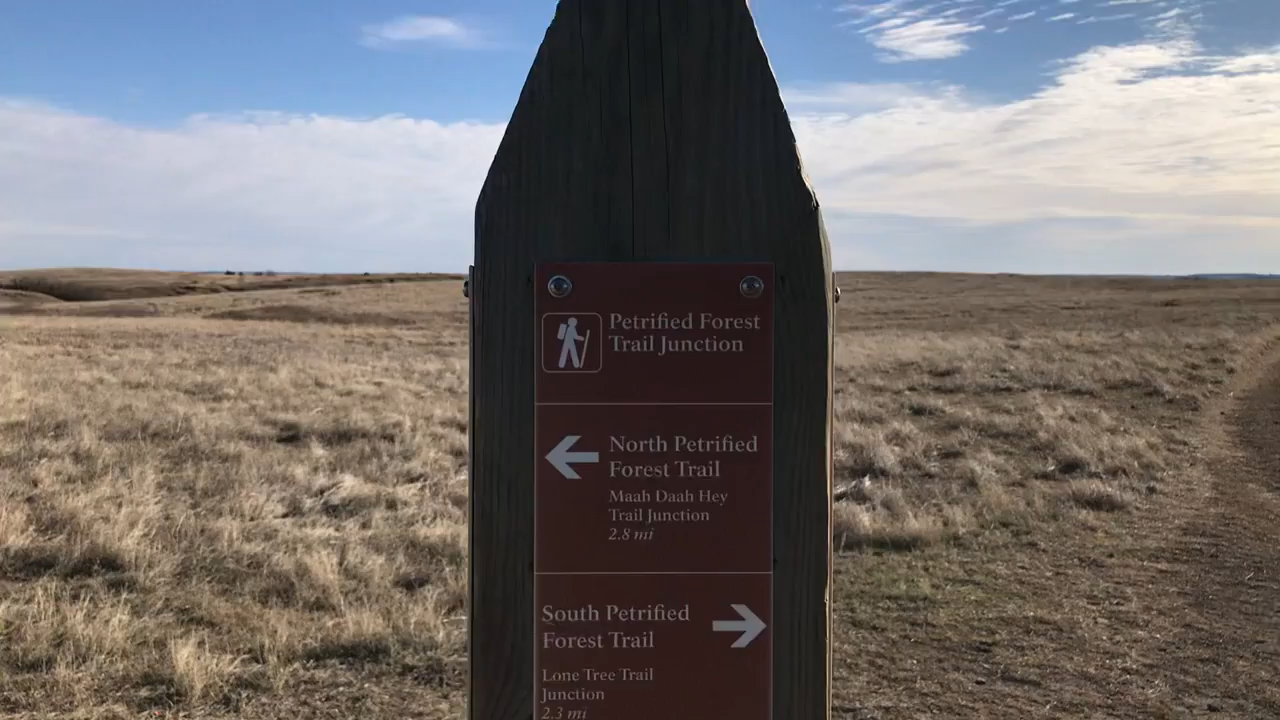 Petrified Forest
Trail Junction
North Petrified
Forest Trail
Maah Daah Hey
Trail Junction
2.8 mi
South Petrified
Forest Trail
Lone Tree Trail
Junction
2.3 mi